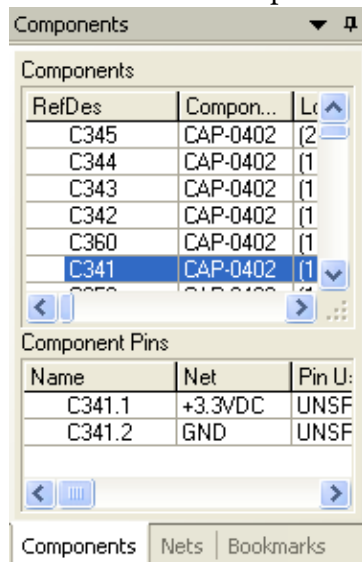 Components
Components
RefDes Compon... Lo
C345 CAP-0402 (2
C344 CAP-0402 (1
C343 CAP-0402 (1
C342 CAP-0402 (1
C360 CAP-0402 (1
C341 CAP-0402 (1
Component Pins
Name Net Pin U
C341.1 +3.3VDC UNSF
C341.2 GND UNSF
Components Nets Bookmarks